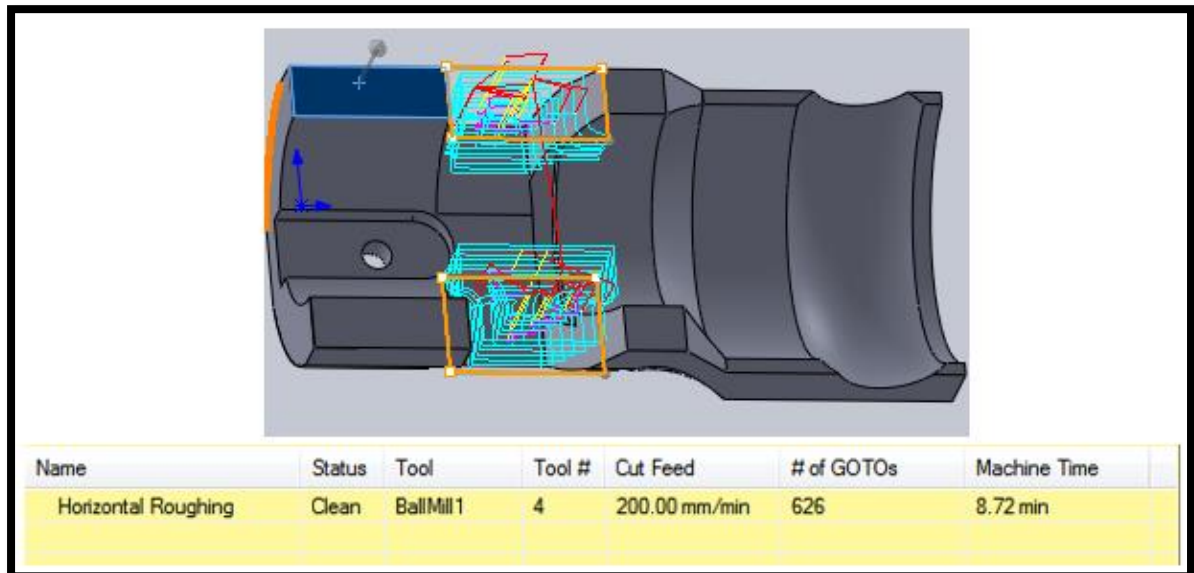 Name Status Tool Tool # Cut Feed # of GOTOs Machine Time
Horizontal Roughing Clean BallMill1 4 200.00 mm/min 626 8.72 min